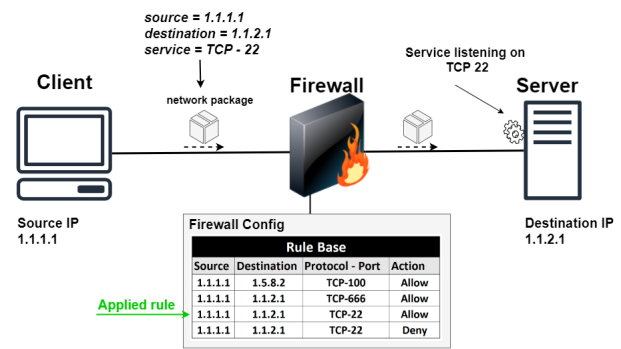 source = 1.1.1.1
destination = 1.1.2.1
service = TCP - 22
network package
Service listening on
TCP 22
Client
Firewall
Server
Source IP
1.1.1.1
Destination IP
1.1.2.1
Firewall Config
Rule Base
Source Destination Protocol - Port Action
1.1.1.1 1.5.8.2 TCP-100 Allow
1.1.1.1 1.1.2.1 TCP-666 Allow
Applied rule
1.1.1.1 1.1.2.1 TCP-22 Allow
1.1.1.1 1.1.2.1 TCP-22 Deny